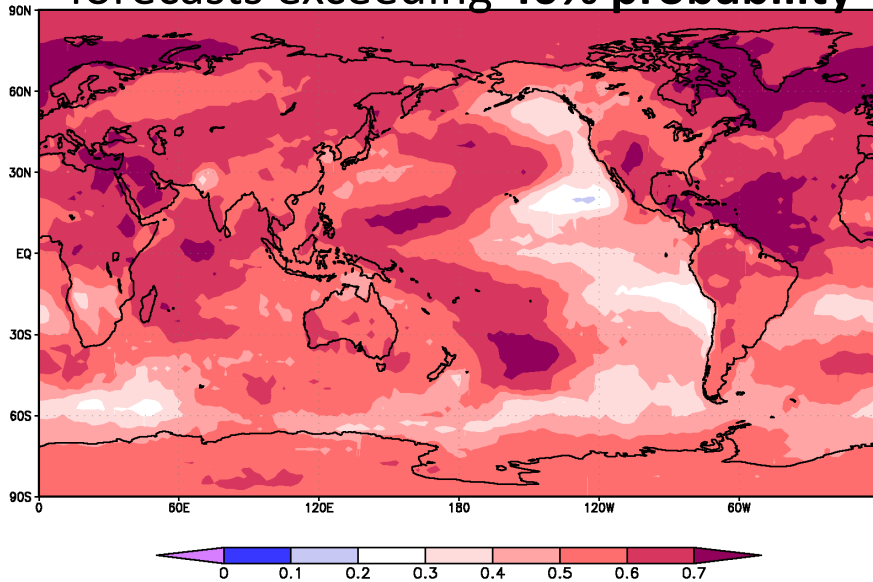 forecasts exceeding 40% probability
90N
60N
30N
EQ
30S
60S
90S
0 60E 120E 180 120W 60W
0 0.1 0.2 0.3 0.4 0.5 0.6 0.7